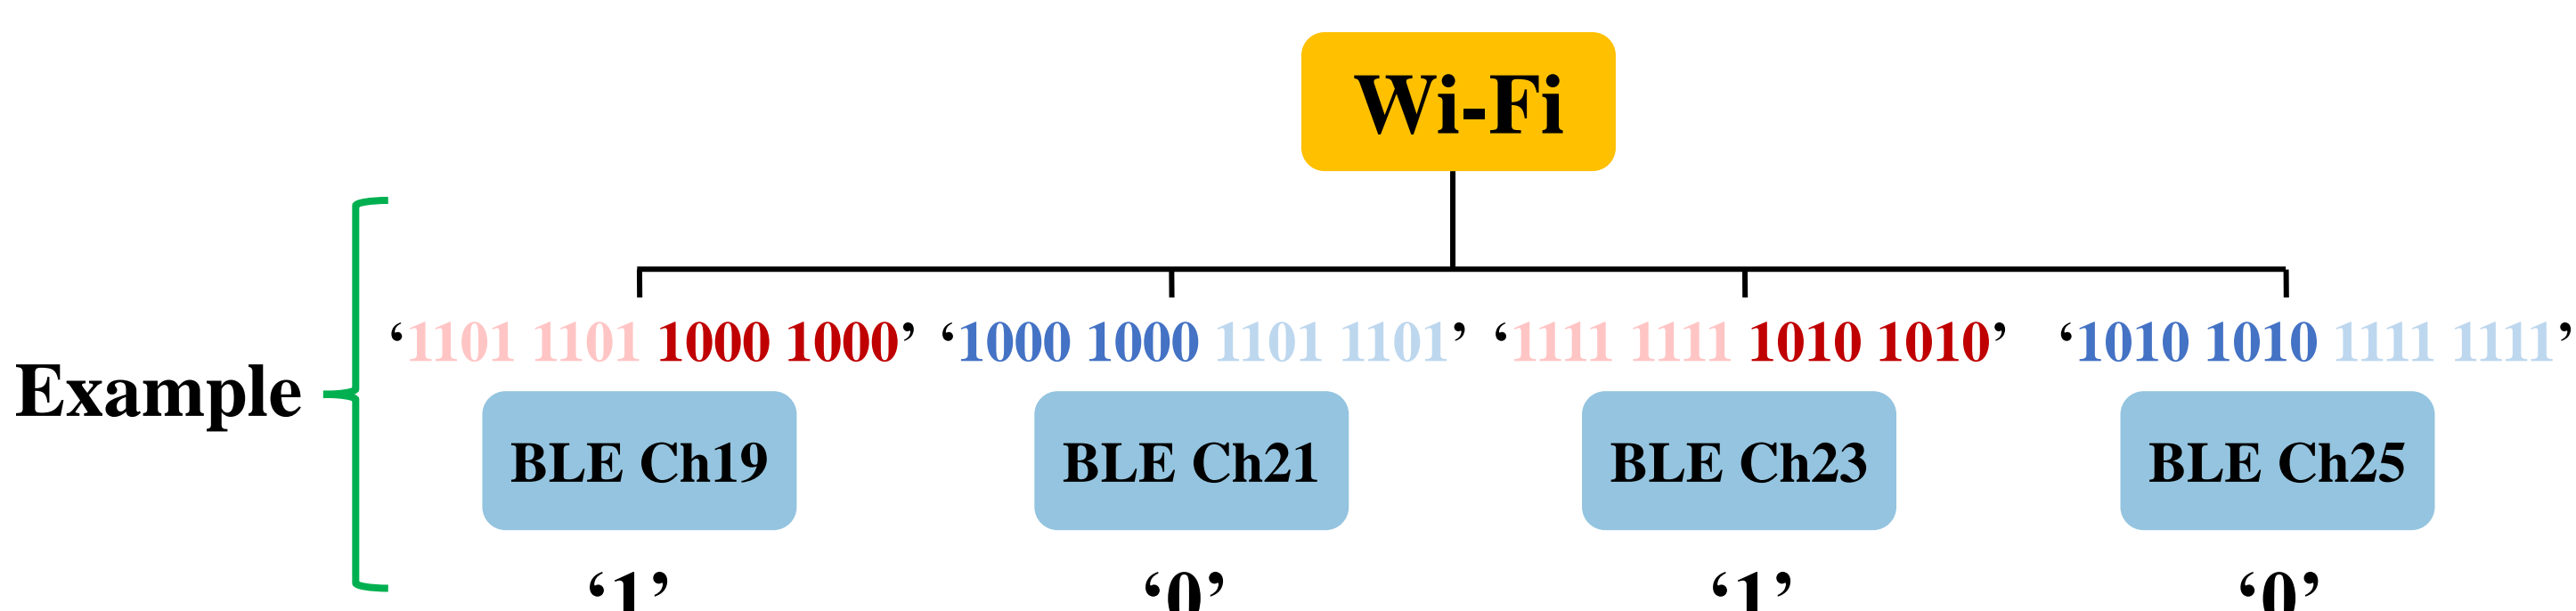 Wi-Fi
‘1101 1101 1000 1000’ ‘1000 1000 1101 1101’ ‘1111 1111 1010 1010’ ‘1010 1010 1111 1111’
Example
BLE Ch19 BLE Ch21 BLE Ch23 BLE Ch25
‘1’ ‘0’ ‘1’ ‘0’